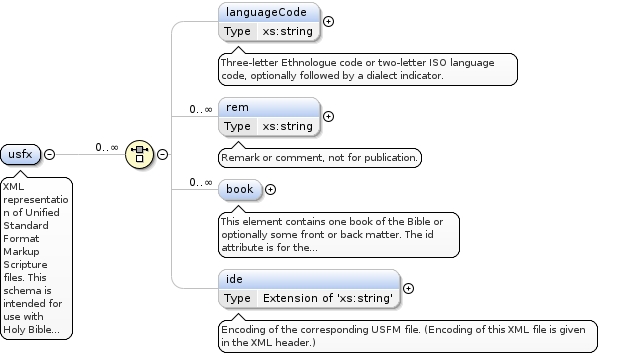 languageCode
Type xs:string
Three-letter Ethnologue code or two-letter ISO language
code, optionally followed by a dialect indicator.
0..∞
rem
Type xs:string
Remark or comment, not for publication.
usfx
0..∞
XML
representatio
n of Unified
Standard
Format
Markup
Scripture
files. This
schema is
intended for
use with
Holy Bible...
0..∞
book
This element contains one book of the Bible or
optionally some front or back matter. The id
attribute is for the...
ide
Type Extension of 'xs:string'
Encoding of the corresponding USFM file. (Encoding of this XML file is given
in the XML header.)